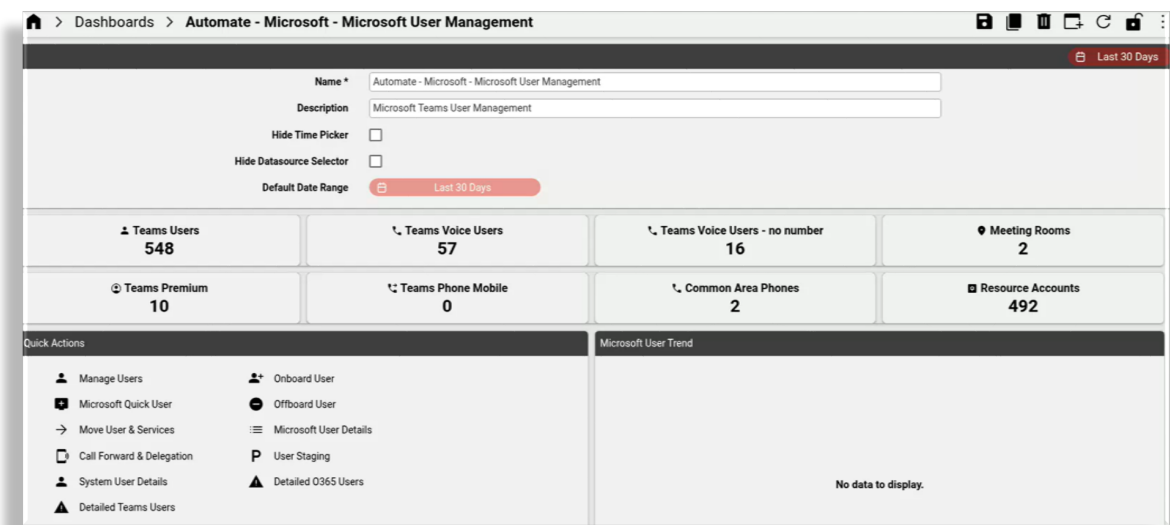 > Dashboards > Automate - Microsoft - Microsoft User Management
Last 30 Days
Name * Automate - Microsoft - Microsoft User Management
Description Microsoft Teams User Management
Hide Time Picker
Hide Datasource Selector
Default Date Range Last 30 Days
Teams Users Teams Voice Users Teams Voice Users - no number Meeting Rooms
548 57 16 2
Teams Premium Teams Phone Mobile Common Area Phones Resource Accounts
10 0 2 492
Quick Actions Microsoft User Trend
Manage Users Onboard User
Microsoft Quick User Offboard User
Move User & Services Microsoft User Details
Call Forward & Delegation P User Staging
System User Details Detailed O365 Users
Detailed Teams Users
No data to display.